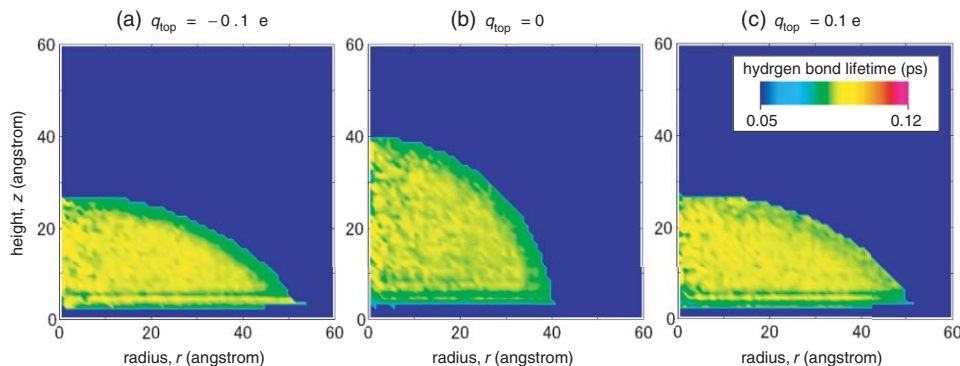 (a) q_top = −0.1 e
(b) q_top = 0
(c) q_top = 0.1 e
height, z (angstrom)
60
40
20
0
0 20 40 60
radius, r (angstrom)
60
40
20
0
0 20 40 60
radius, r (angstrom)
60
40
20
0
0 20 40 60
radius, r (angstrom)
hydrgen bond lifetime (ps)
0.05 0.12